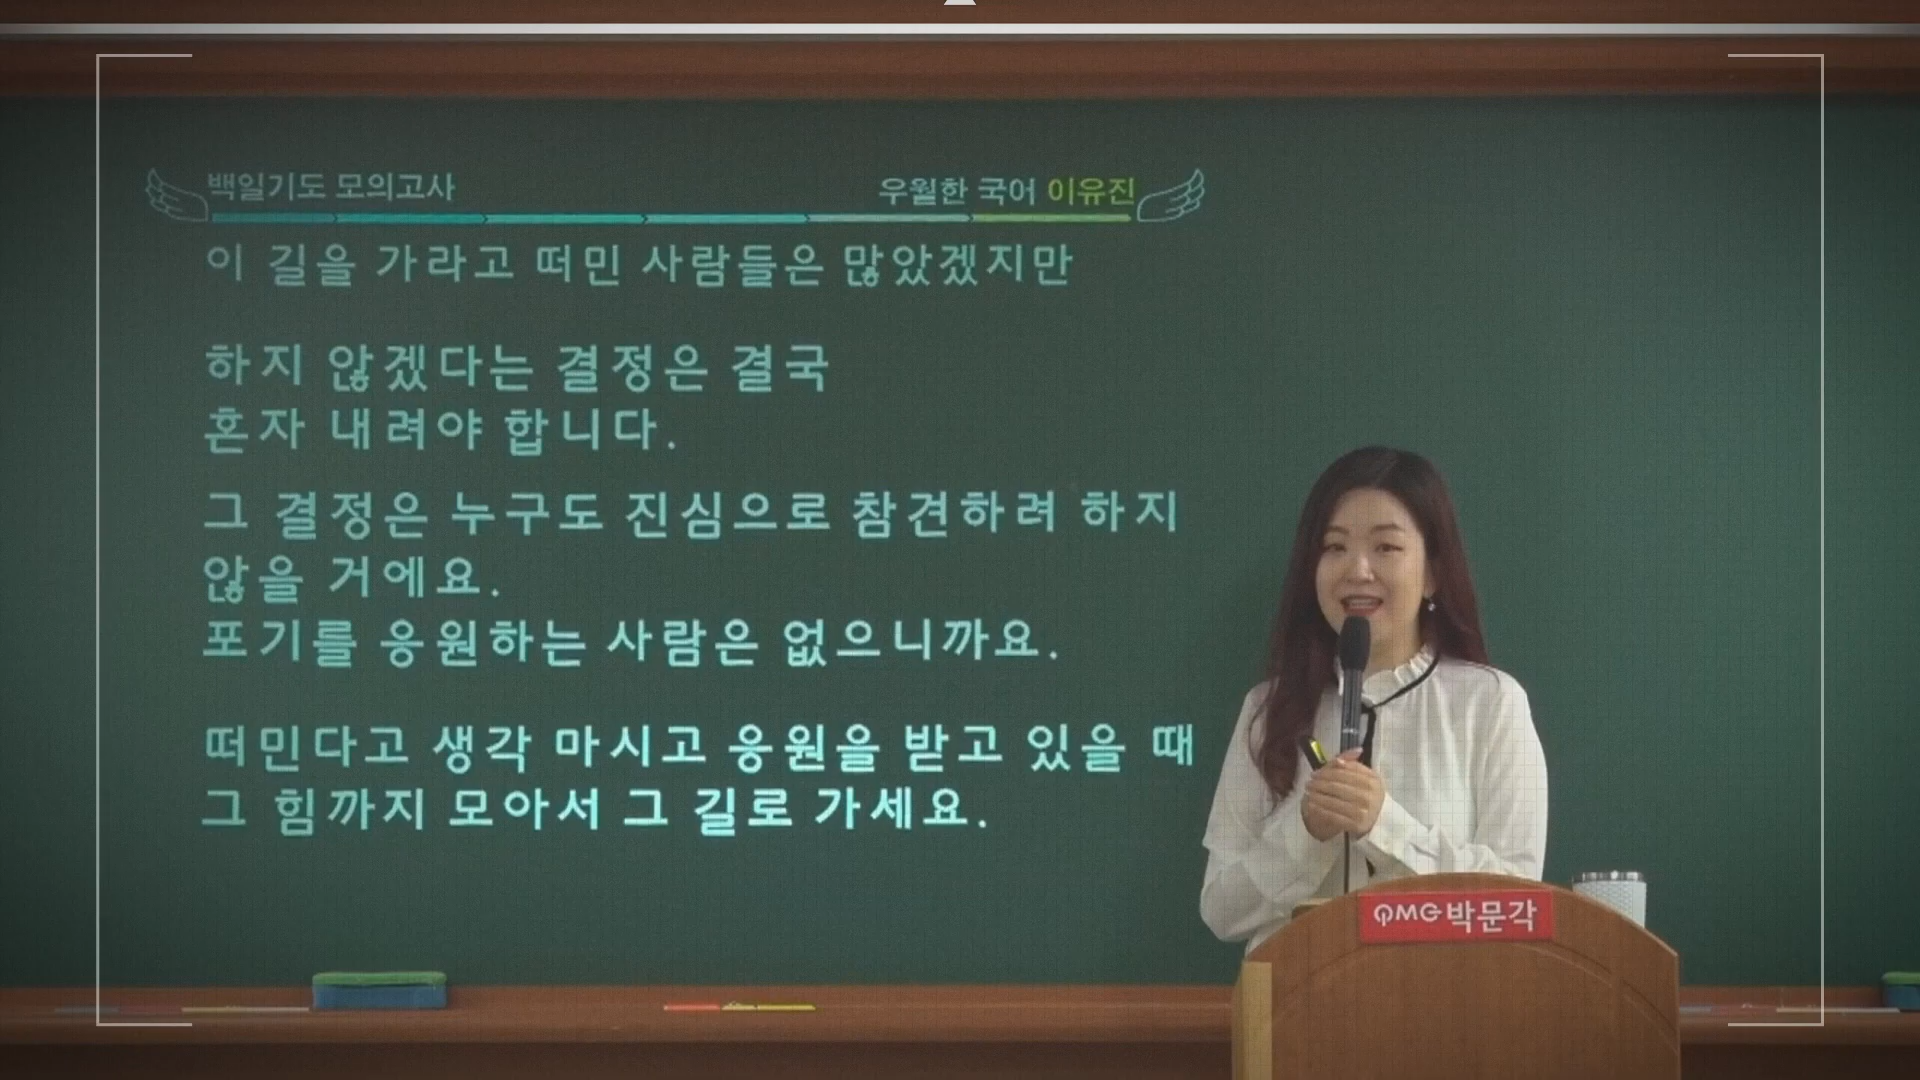 백일기도 모의고사
우월한 국어 이유진
이 길을 가라고 떠민 사람들은 많았겠지만
하지 않겠다는 결정은 결국
혼자 내려야 합니다.
그 결정은 누구도 진심으로 참견하려 하지
않을 거에요.
포기를 응원하는 사람은 없으니까요.
떠민다고 생각 마시고 응원을 받고 있을 때
그 힘까지 모아서 그 길로 가세요.
PMG박문각